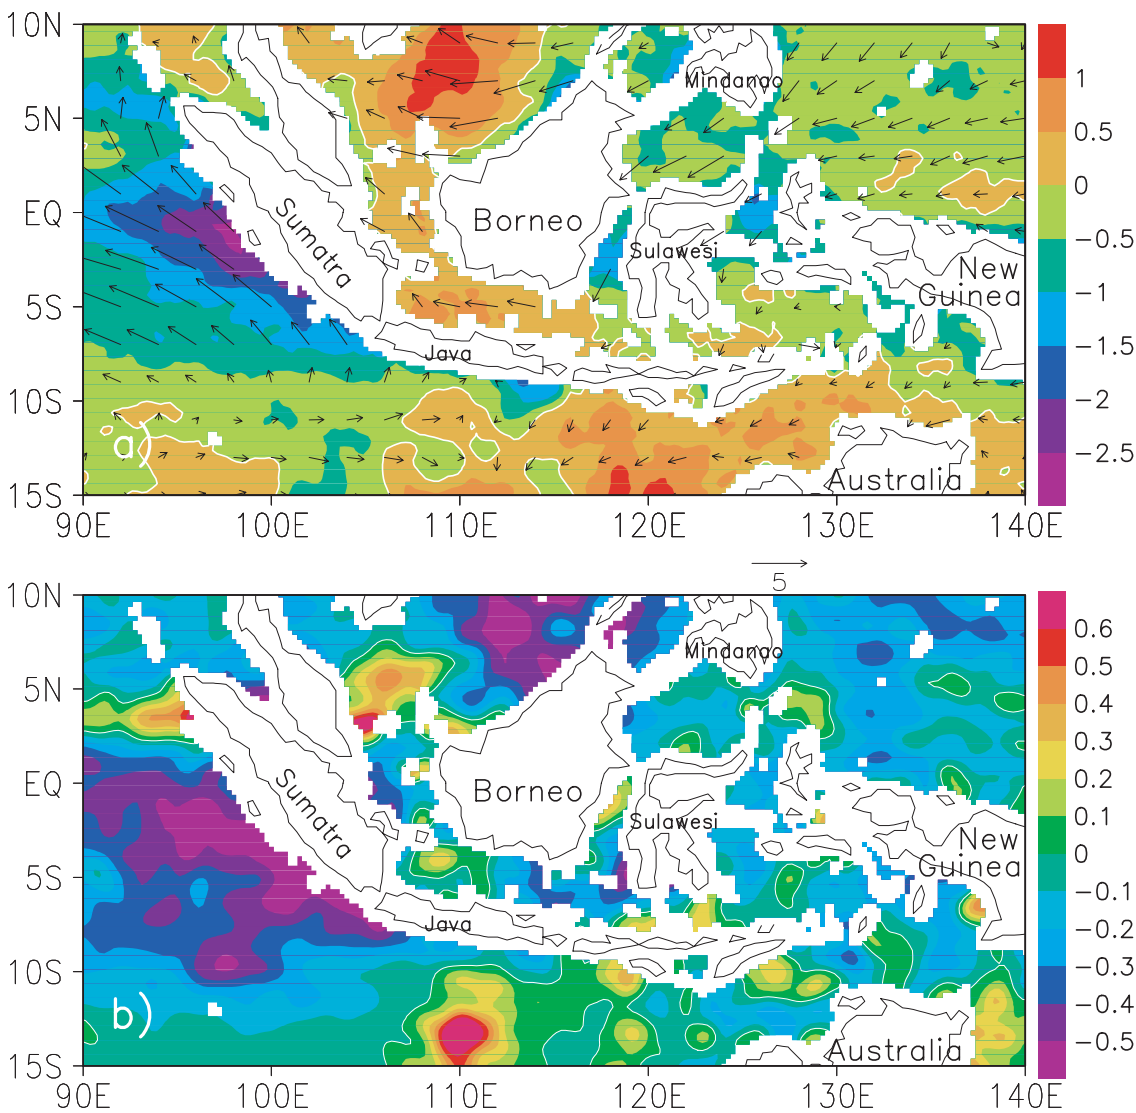 10N
5N
EQ
5S
10S
15S
90E 100E 110E 120E 130E 140E
Mindanao
Borneo
Sumatra
Sulawesi
New
Guinea
Java
Australia
a)
1
0.5
0
−0.5
−1
−1.5
−2
−2.5
5
10N
5N
EQ
5S
10S
15S
90E 100E 110E 120E 130E 140E
Mindanao
Borneo
Sumatra
Sulawesi
New
Guinea
Java
Australia
b)
0.6
0.5
0.4
0.3
0.2
0.1
0
−0.1
−0.2
−0.3
−0.4
−0.5